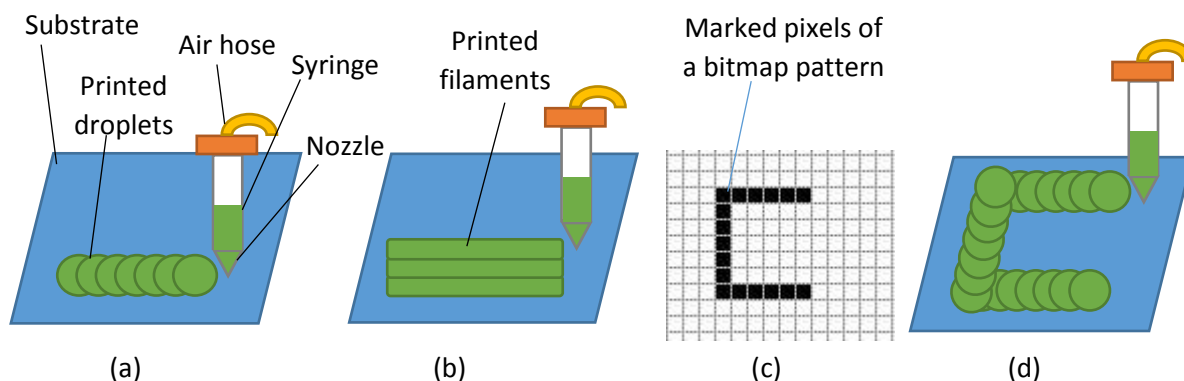 Substrate
Air hose
Printed
droplets
Syringe
Nozzle
Printed
filaments
Marked pixels of
a bitmap pattern
(a)
(b)
(c)
(d)